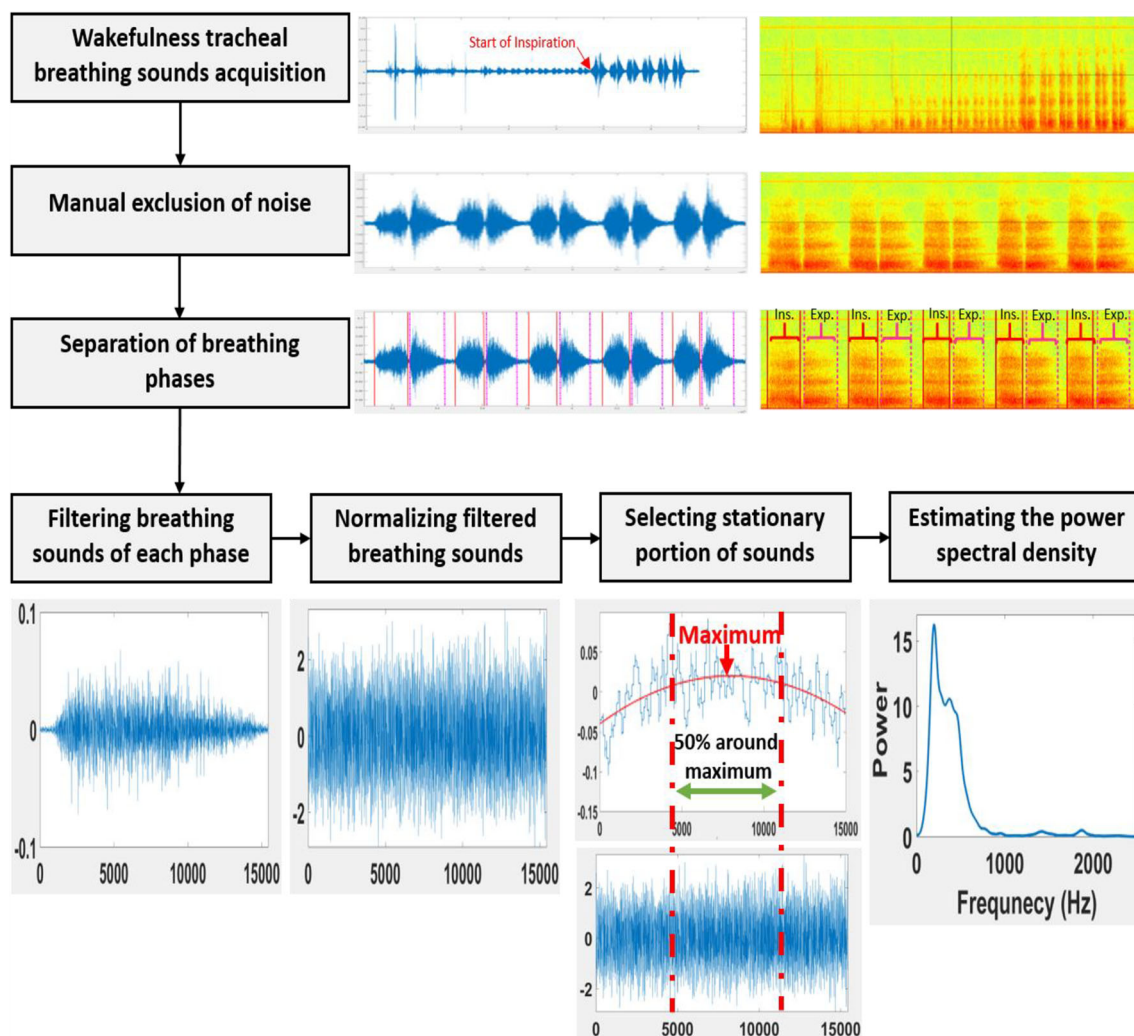 Wakefulness tracheal
breathing sounds acquisition
Start of Inspiration
Manual exclusion of noise
Separation of breathing
phases
Ins. Exp. Ins. Exp. Ins. Exp. Ins. Exp. Ins. Exp.
Filtering breathing
sounds of each phase
Normalizing filtered
breathing sounds
Selecting stationary
portion of sounds
Estimating the power
spectral density
0.1
0
-0.1
0 5000 10000 15000
2
0
-2
0 5000 10000 15000
Maximum
50% around
maximum
0.05
0
-0.05
-0.1
-0.15
0 5000 10000 15000
2
0
-2
0 5000 10000 15000
Power
15
10
5
0
0 1000 2000
Frequnecy (Hz)